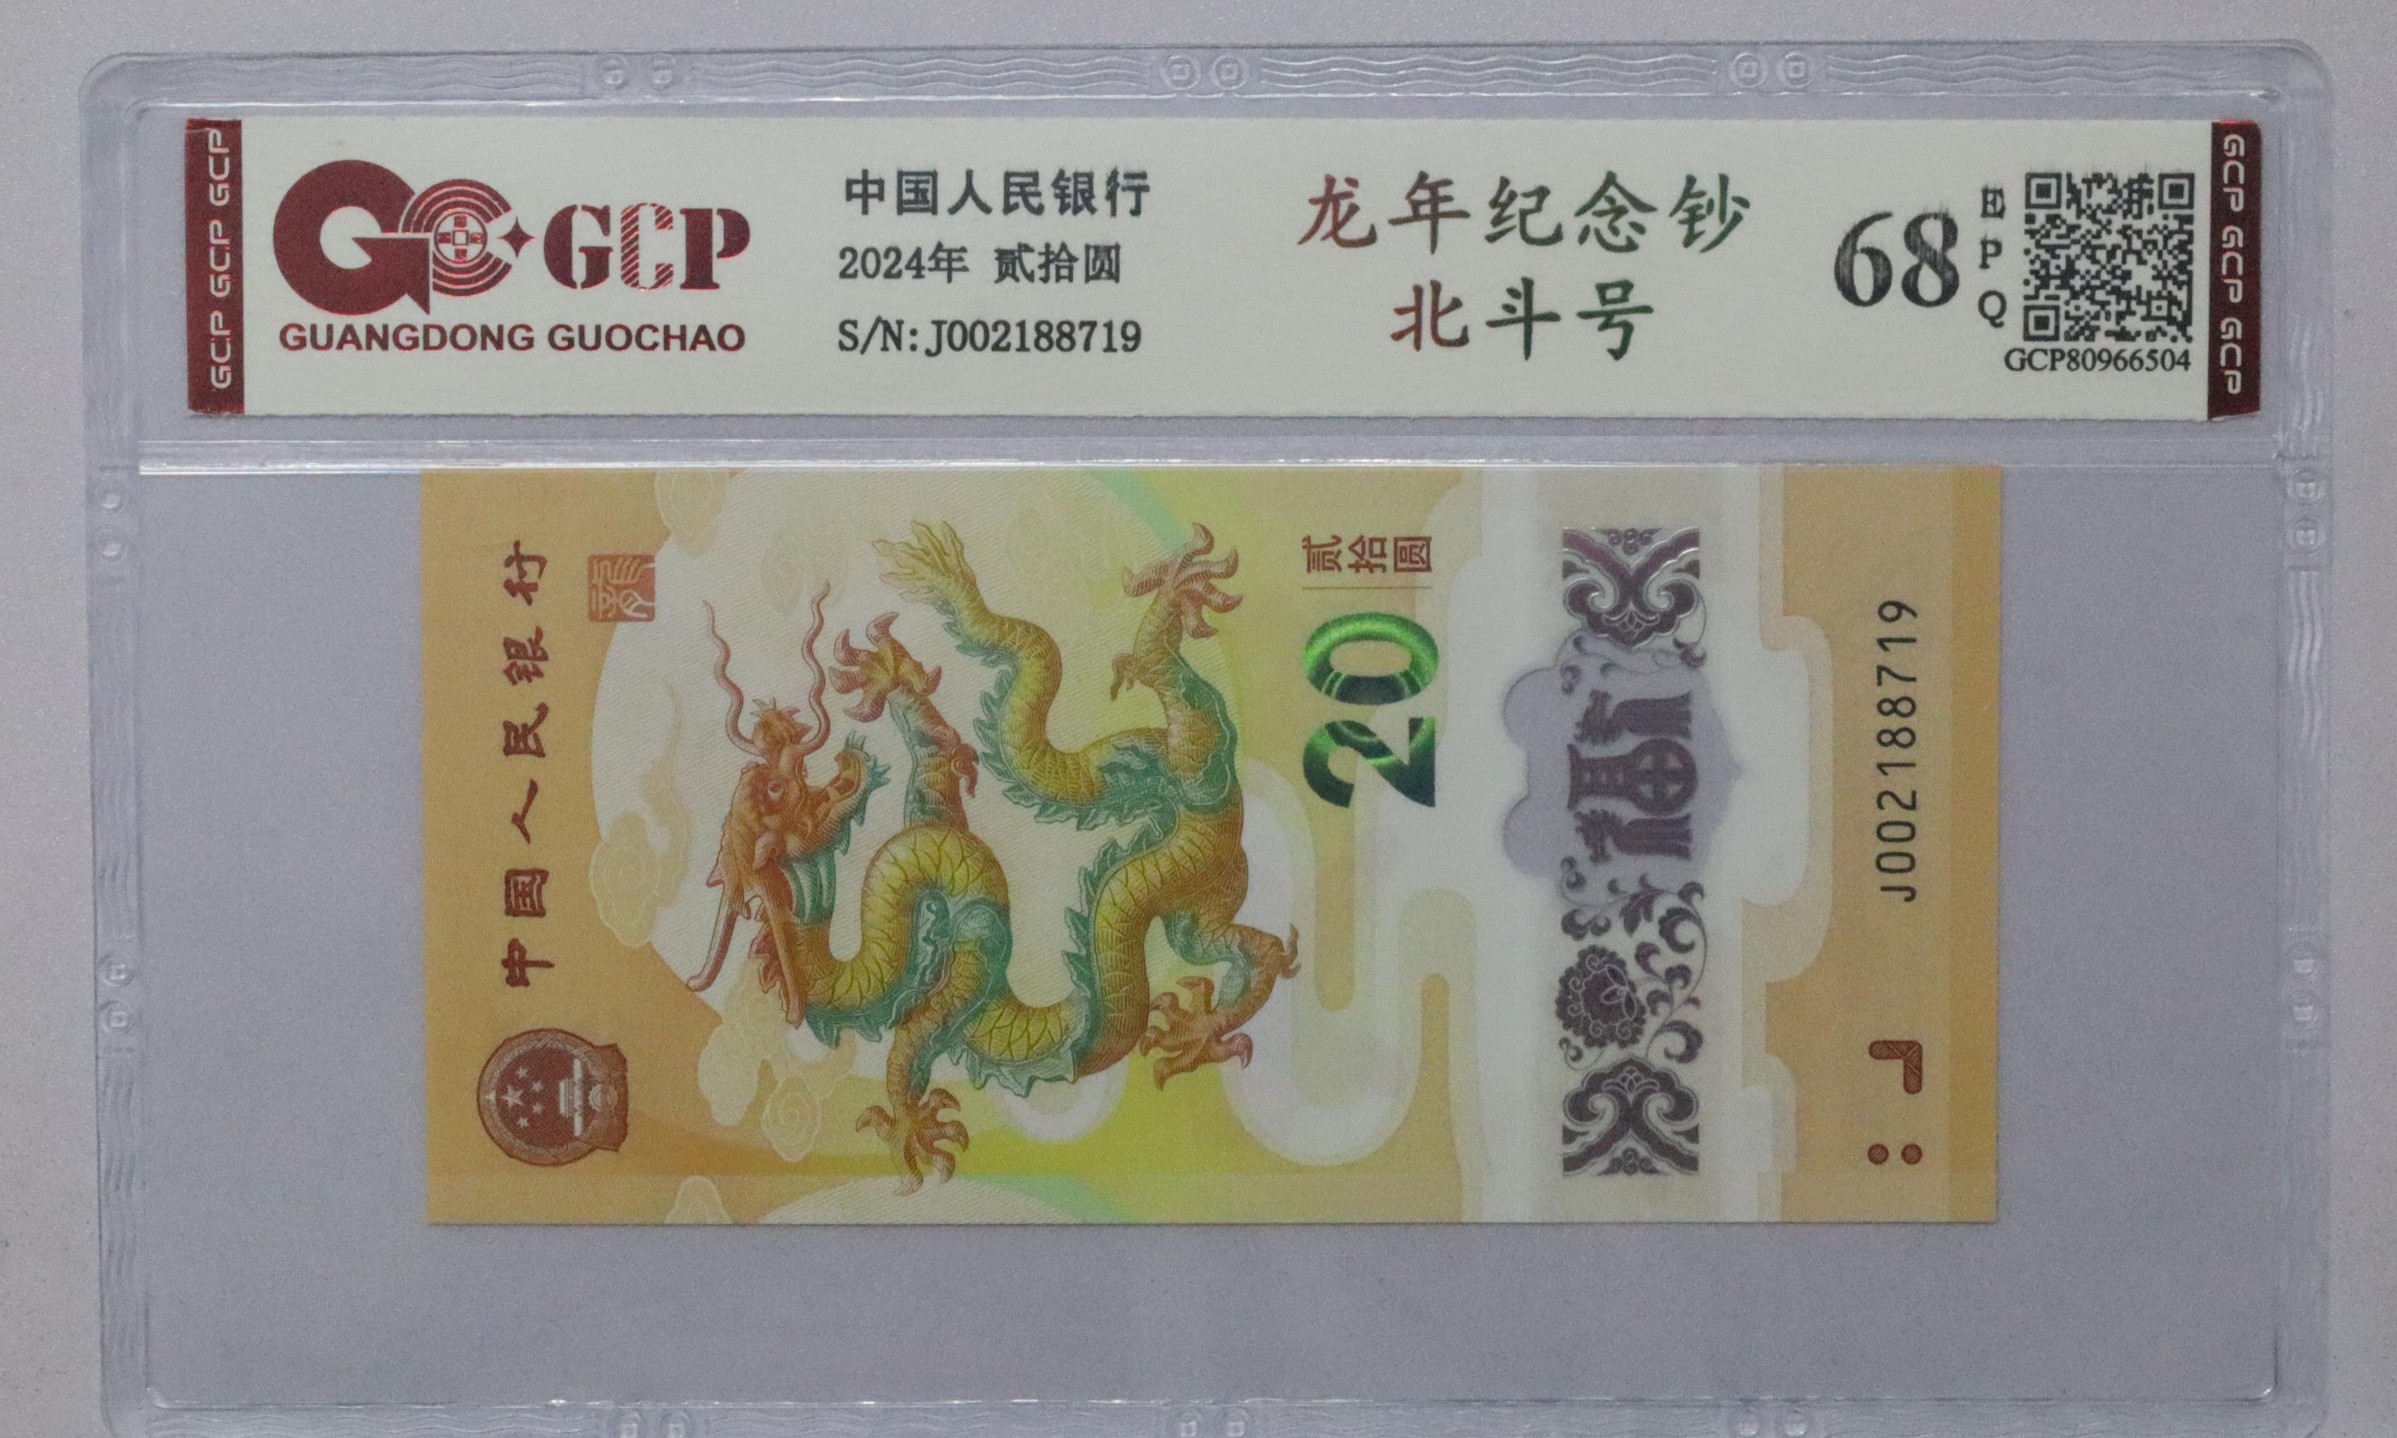 GCP GCP GCP
GCP
GUANGDONG GUOCHAO
中国人民银行
2024年 贰拾圆
S/N:J002188719
龙年纪念钞
北斗号
68
EPQ
GCP80966504
GCP GCP GCP
中国人民银行
龍
贰拾圆
20
福
J002188719